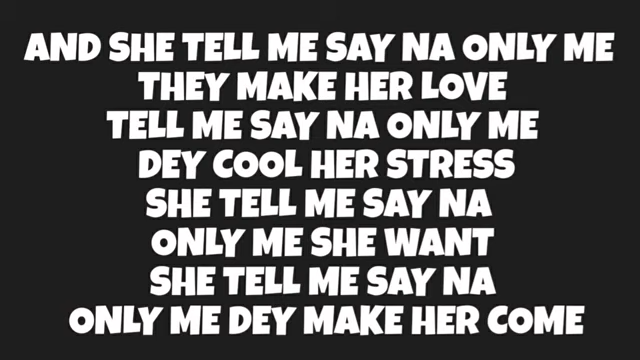 AND SHE TELL ME SAY NA ONLY ME
THEY MAKE HER LOVE
TELL ME SAY NA ONLY ME
DEY COOL HER STRESS
SHE TELL ME SAY NA
ONLY ME SHE WANT
SHE TELL ME SAY NA
ONLY ME DEY MAKE HER COME